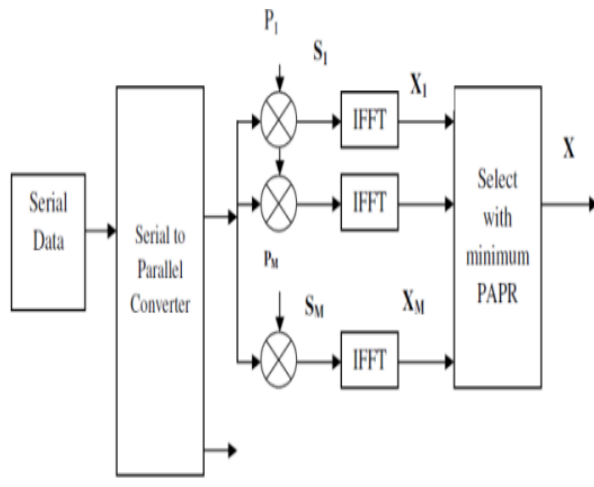 P1
S1
X1
IFFT
X
Serial
Data
Serial to
Parallel
Converter
IFFT
Select
with
minimum
PAPR
PM
SM
XM
IFFT